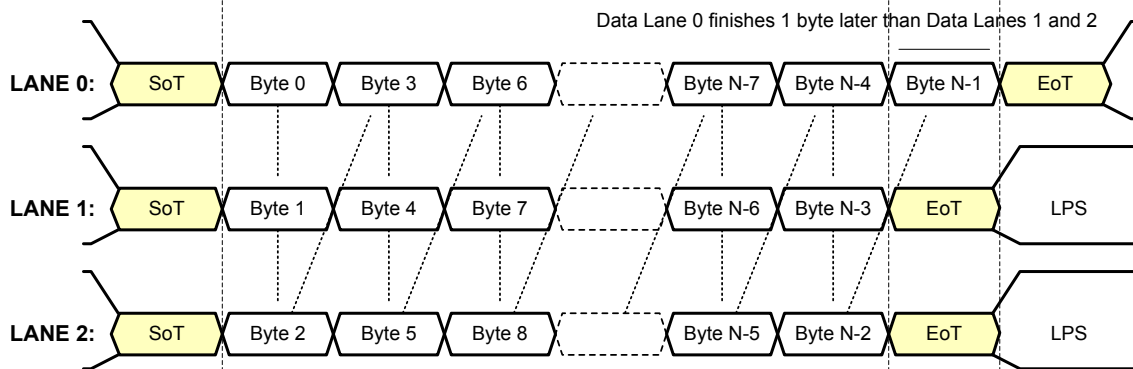 Data Lane 0 finishes 1 byte later than Data Lanes 1 and 2
LANE 0: SoT Byte 0 Byte 3 Byte 6 Byte N-7 Byte N-4 Byte N-1 EoT
LANE 1: SoT Byte 1 Byte 4 Byte 7 Byte N-6 Byte N-3 EoT LPS
LANE 2: SoT Byte 2 Byte 5 Byte 8 Byte N-5 Byte N-2 EoT LPS